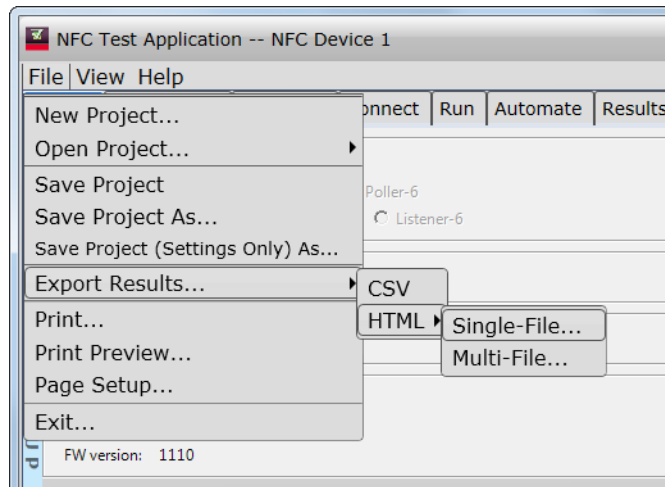 NFC Test Application -- NFC Device 1
File View Help
Connect Run Automate Results
New Project...
Open Project...
Save Project
Poller-6
Save Project As...
Listener-6
Save Project (Settings Only) As...
Export Results...
CSV
Print...
HTML
Single-File...
Print Preview...
Multi-File...
Page Setup...
Exit...
FW version: 1110